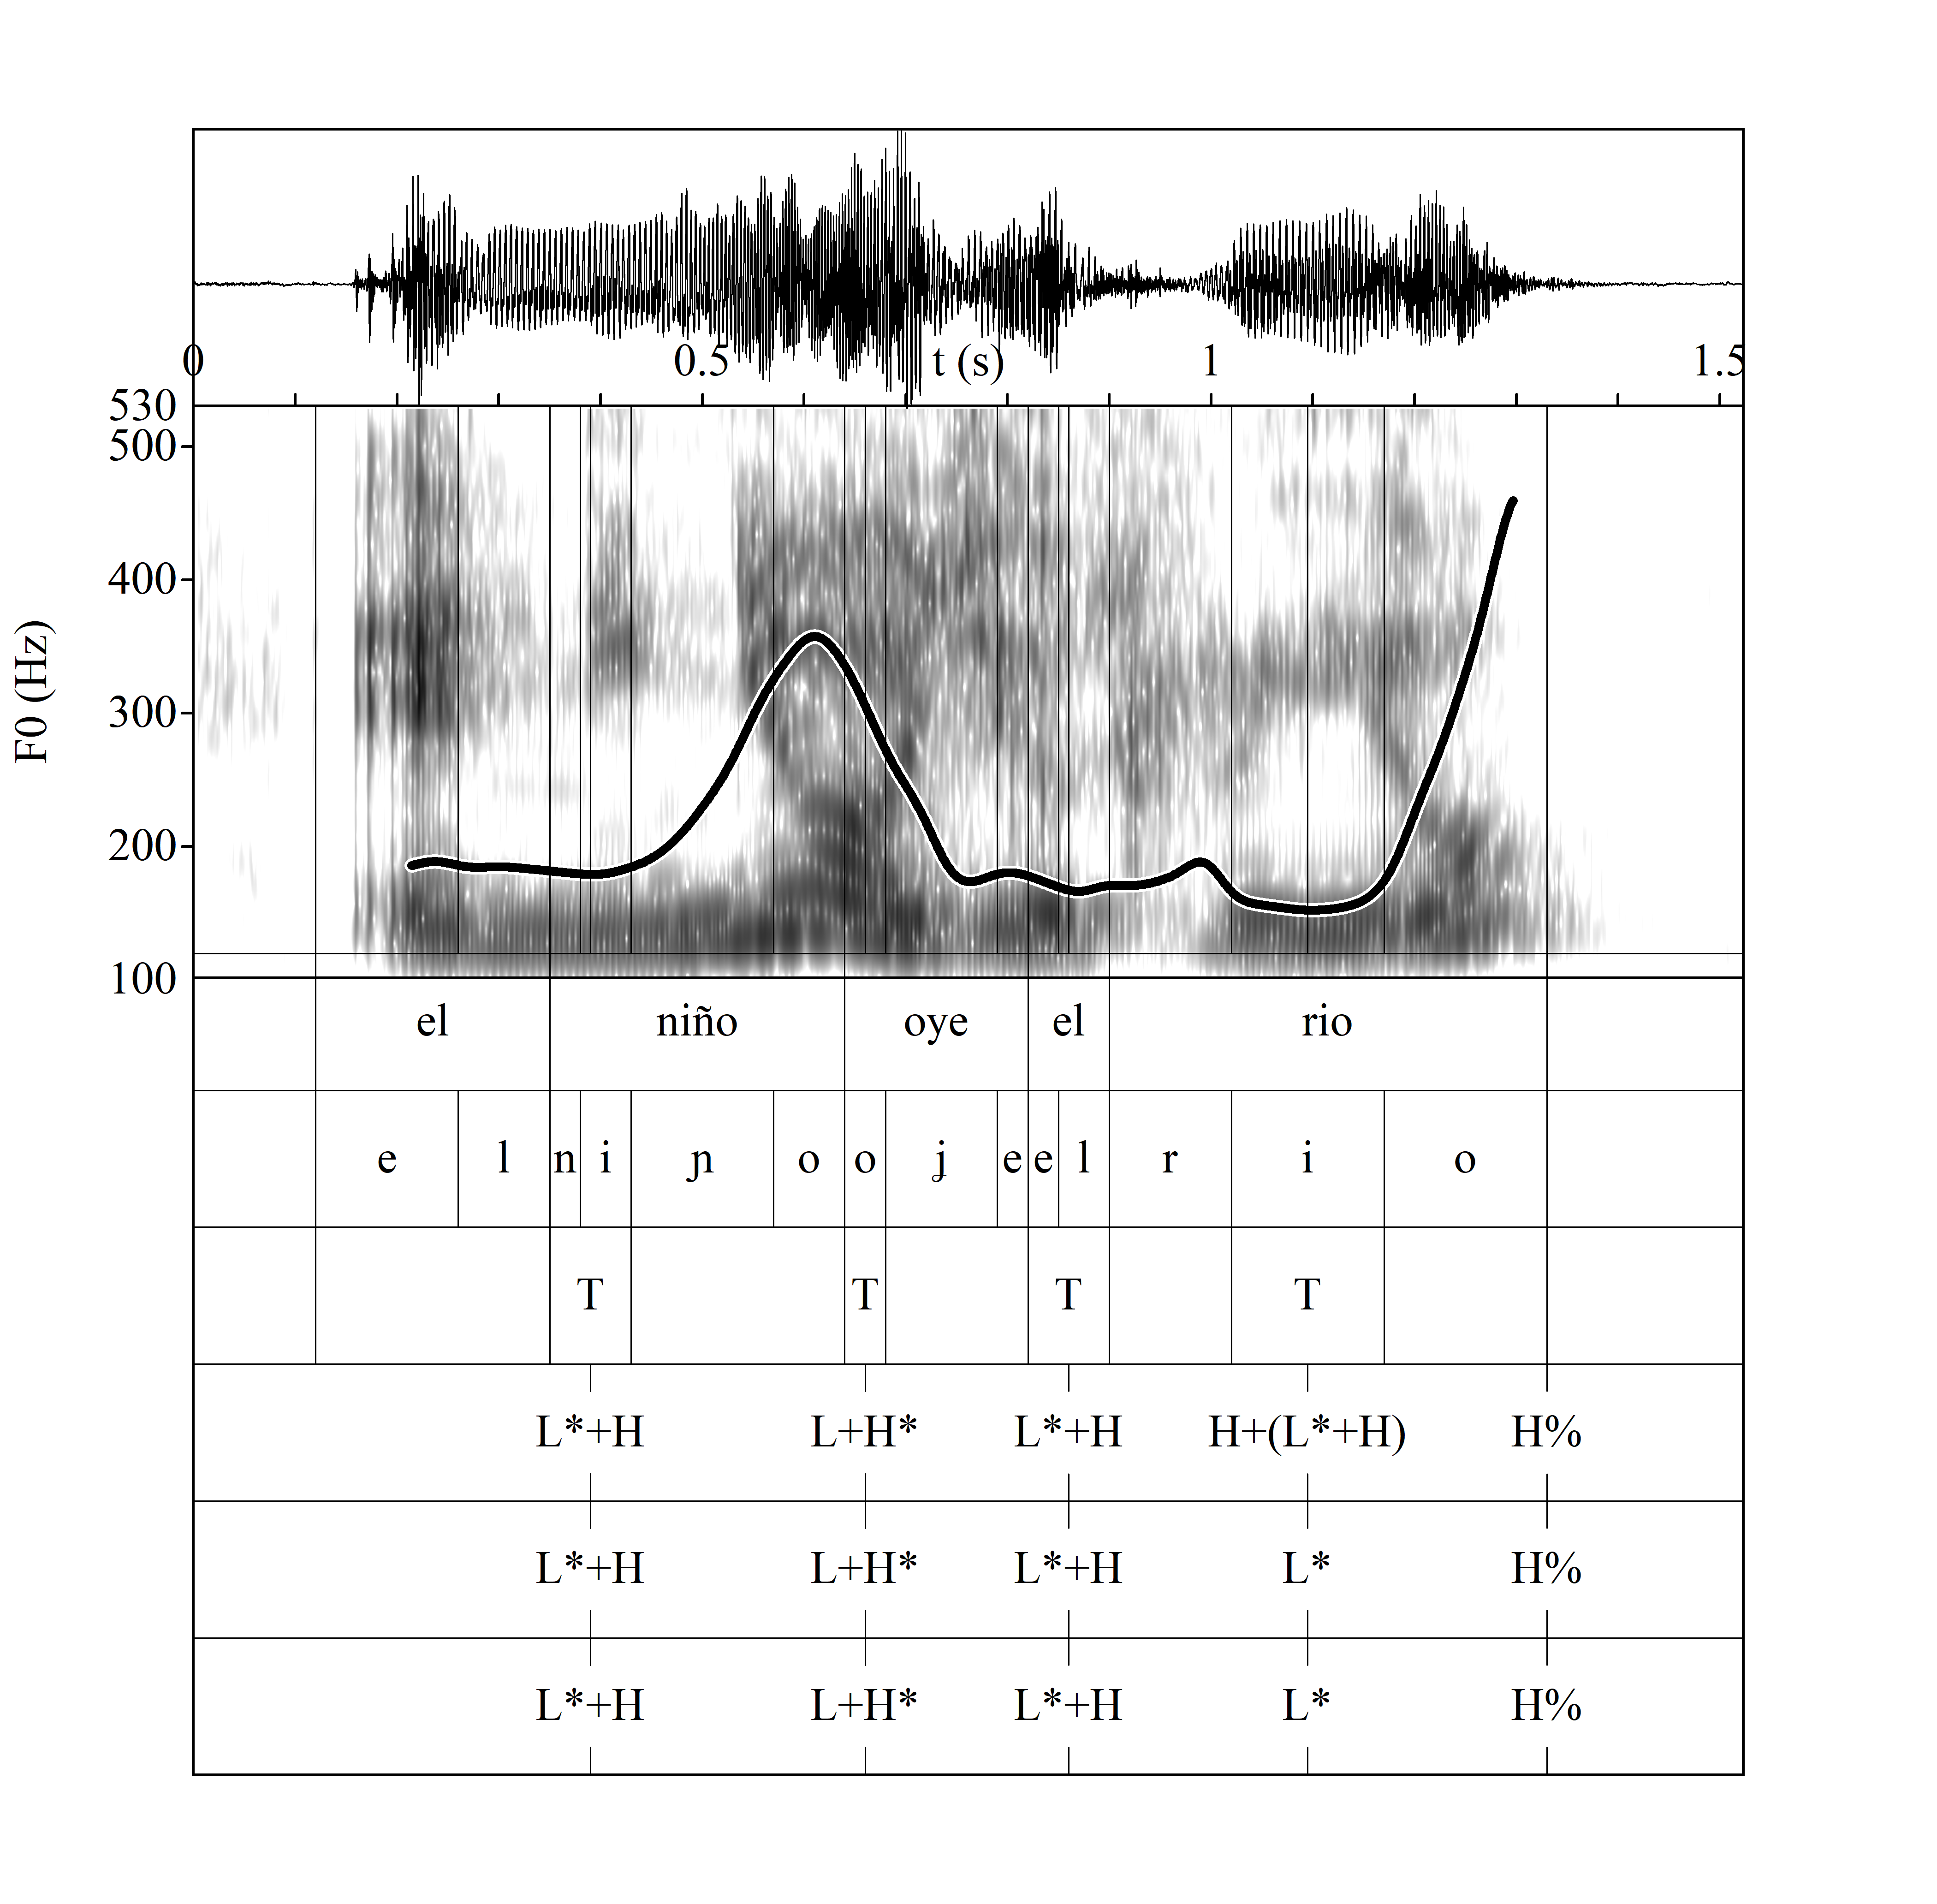 0 0.5 t (s) 1 1.5
530
500
400
300
200
100
F0 (Hz)
el niño oye el rio
e l n i ɲ o o ʝ e e l r i o
T T T T
L*+H L+H* L*+H H+(L*+H) H%
L*+H L+H* L*+H L* H%
L*+H L+H* L*+H L* H%